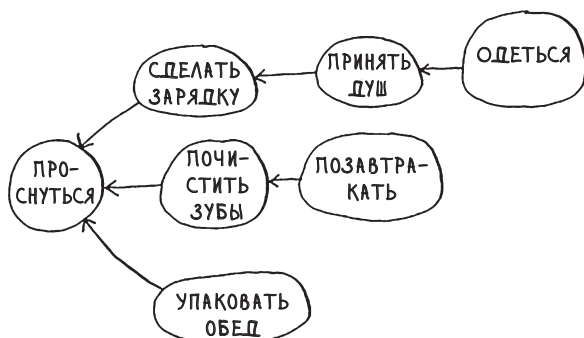 СДЕЛАТЬ
ЗАРЯДКУ
ПРИНЯТЬ
ДУШ
ОДЕТЬСЯ
ПРО-
СНУТЬСЯ
ПОЧИ-
СТИТЬ
ЗУБЫ
ПОЗАВТРА-
КАТЬ
УПАКОВАТЬ
ОБЕД